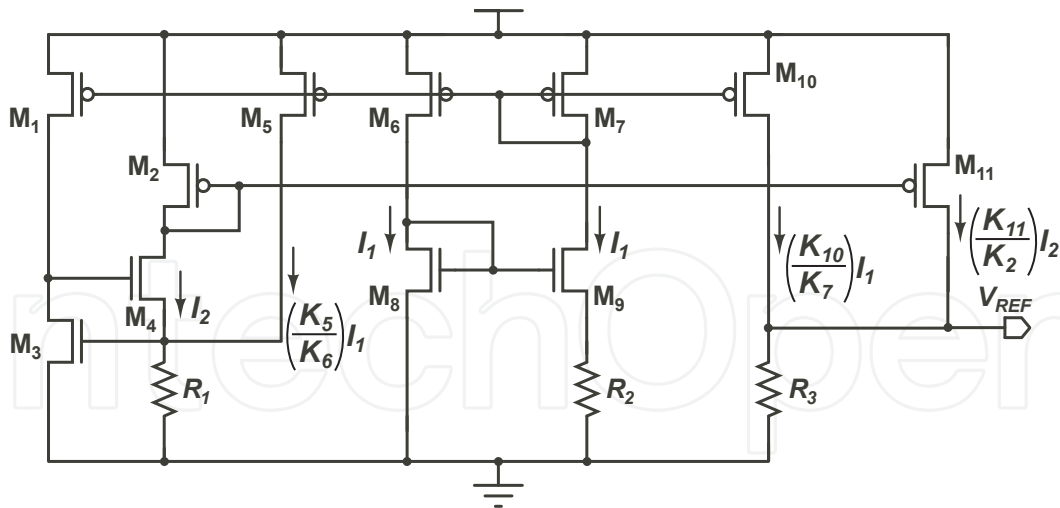 M1
M2
M3
M4
I2
M5
(K5/K6)I1
R1
M6
M7
I1
I1
M8
M9
R2
M10
(K10/K7)I1
R3
M11
(K11/K2)I2
VREF
ntechOpen